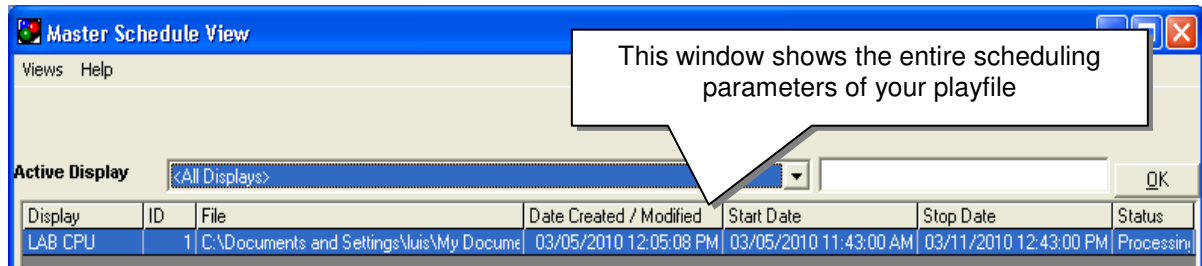 Master Schedule View
This window shows the entire scheduling
parameters of your playfile
Views Help
Active Display <All Displays> OK
Display ID File Date Created / Modified Start Date Stop Date Status
LAB CPU 1 C:\Documents and Settings\luis\My Docume 03/05/2010 12:05:08 PM 03/05/2010 11:43:00 AM 03/11/2010 12:43:00 PM Processin